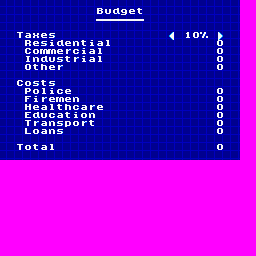 Budget
Taxes 10%
Residential 0
Commercial 0
Industrial 0
Other 0
Costs
Police 0
Firemen 0
Healthcare 0
Education 0
Transport 0
Loans 0
Total 0